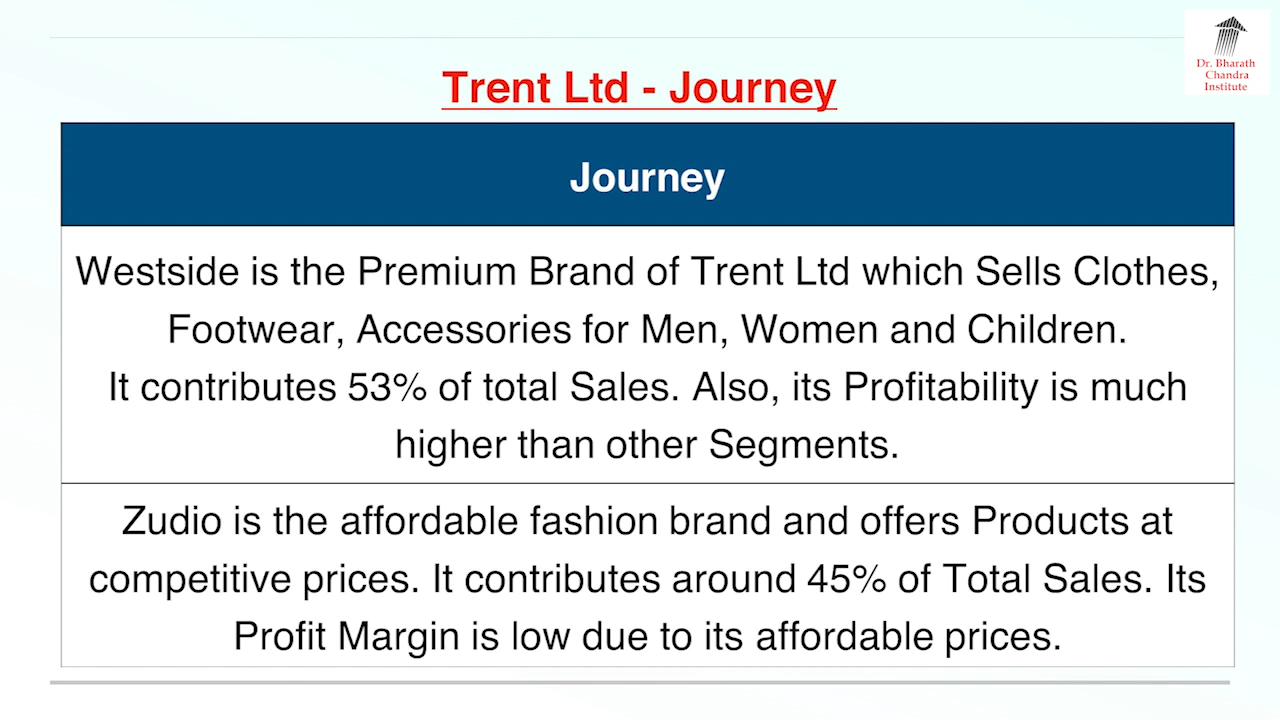 Dr. Bharath
Chandra
Institute
Trent Ltd - Journey
Journey
Westside is the Premium Brand of Trent Ltd which Sells Clothes,
Footwear, Accessories for Men, Women and Children.
It contributes 53% of total Sales. Also, its Profitability is much
higher than other Segments.
Zudio is the affordable fashion brand and offers Products at
competitive prices. It contributes around 45% of Total Sales. Its
Profit Margin is low due to its affordable prices.